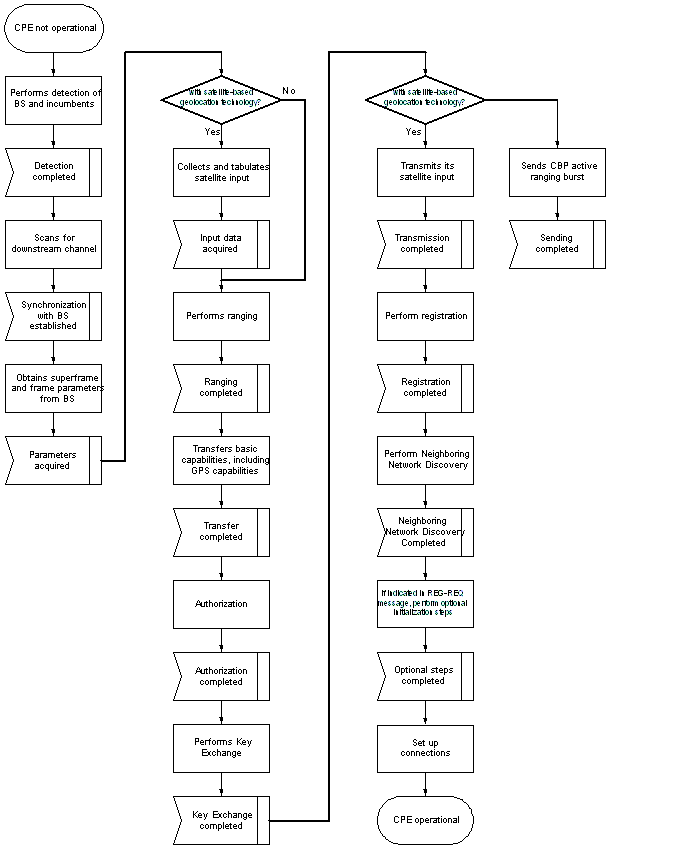 CPE not operational
Performs detection of
BS and incumbents
Detection
completed
Scans for
downstream channel
Synchronization
with BS
established
Obtains superframe
and frame parameters
from BS
Parameters
acquired
With satellite-based
geolocation technology?
No
Yes
Collects and tabulates
satellite input
Input data
acquired
Performs ranging
Ranging
completed
Transfers basic
capabilities, including
GPS capabilities
Transfer
completed
Authorization
Authorization
completed
Performs Key
Exchange
Key Exchange
completed
With satellite-based
geolocation technology?
Yes
Transmits its
satellite input
Transmission
completed
Perform registration
Registration
completed
Perform Neighboring
Network Discovery
Neighboring
Network Discovery
Completed
If indicated in REG-REQ
message, perform optional
initialization steps
Optional steps
completed
Set up
connections
CPE operational
Sends CBP active
ranging burst
Sending
completed